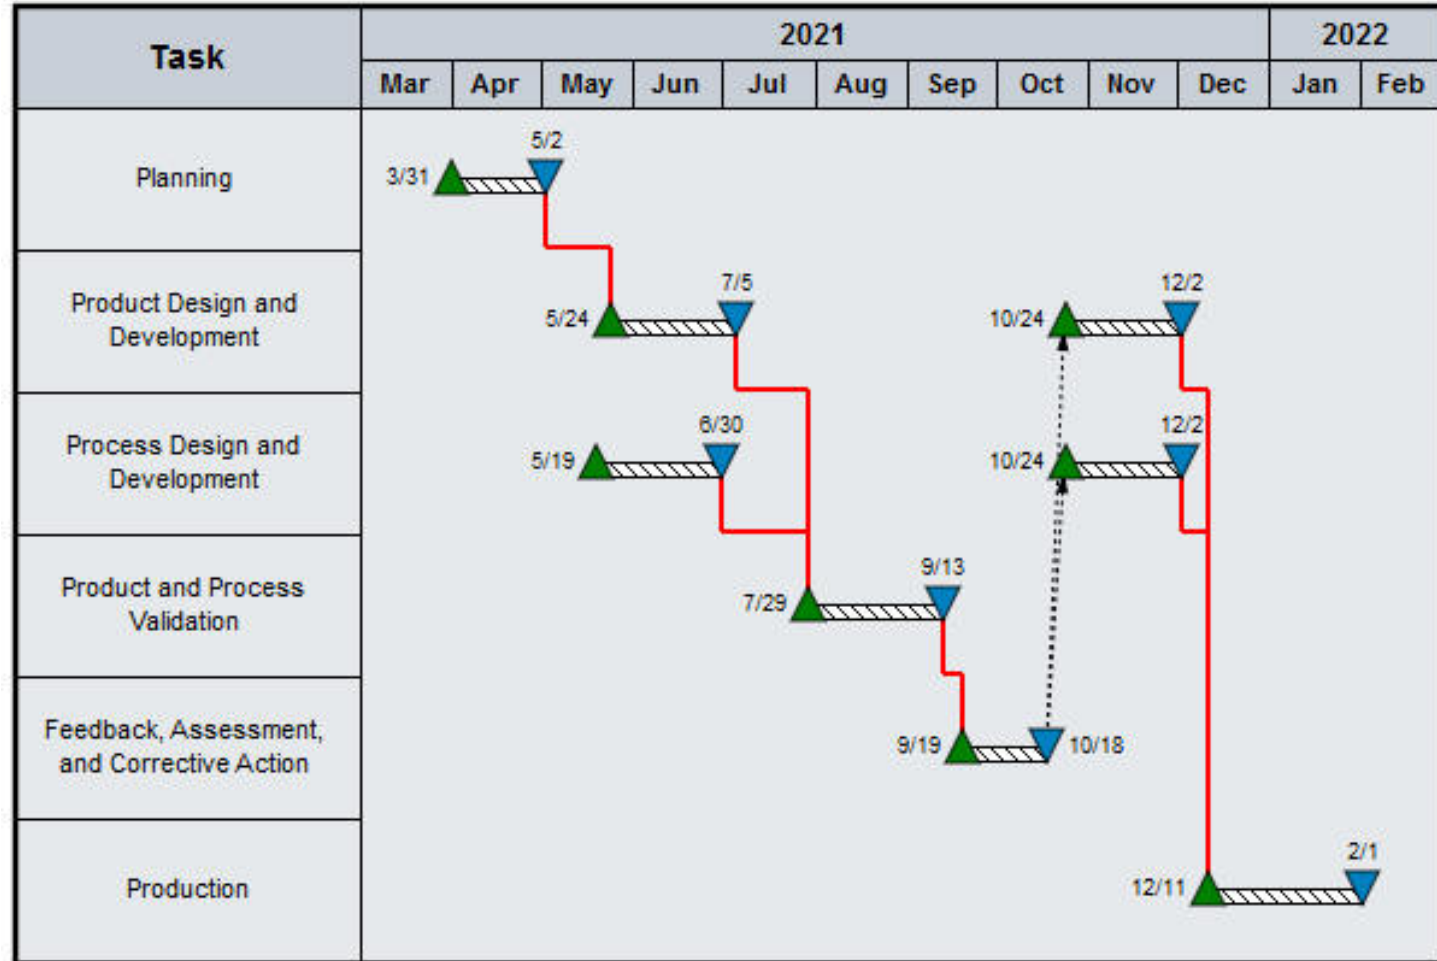 Task
2021
2022
Mar Apr May Jun Jul Aug Sep Oct Nov Dec Jan Feb
Planning
3/31
5/2
Product Design and
Development
5/24
7/5
10/24
12/2
Process Design and
Development
5/19
6/30
10/24
12/2
Product and Process
Validation
7/29
9/13
Feedback, Assessment,
and Corrective Action
9/19
10/18
Production
12/11
2/1